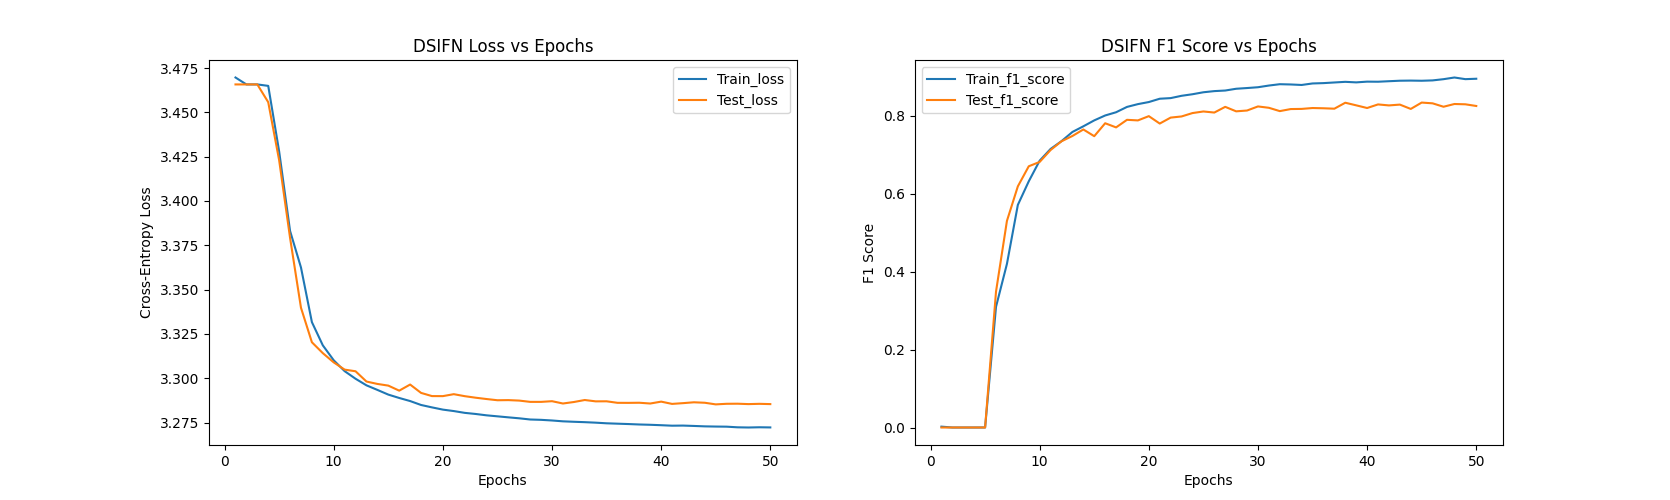 DSIFN Loss vs Epochs
3.475
3.450
3.425
3.400
3.375
3.350
3.325
3.300
3.275
Cross-Entropy Loss
Train_loss
Test_loss
0 10 20 30 40 50
Epochs
DSIFN F1 Score vs Epochs
0.8
0.6
0.4
0.2
0.0
F1 Score
Train_f1_score
Test_f1_score
0 10 20 30 40 50
Epochs